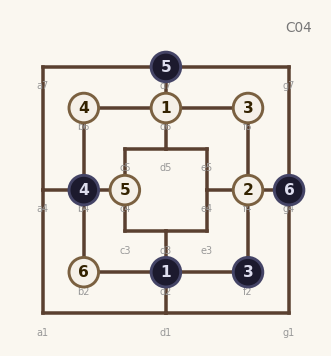 C04
5
a7 d7 g7
4 1 3
b6 d6 f6
c5 d5 e5
4 5 2 6
a4 b4 c4 e4 f4 g4
c3 d3 e3
6 1 3
b2 d2 f2
a1 d1 g1